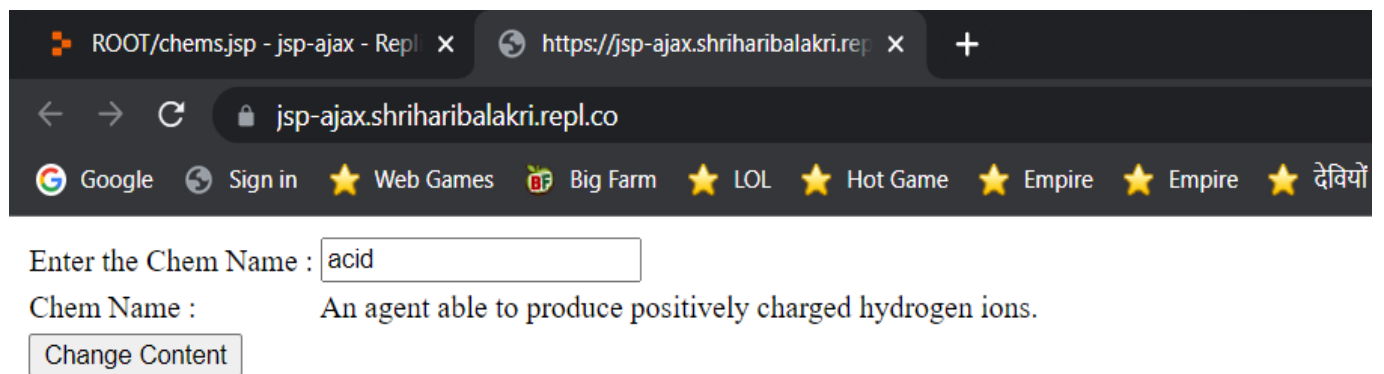 ROOT/chems.jsp - jsp-ajax - Repli https://jsp-ajax.shriharibalakri.rep
jsp-ajax.shriharibalakri.repl.co
Google Sign in Web Games BF Big Farm LOL Hot Game Empire Empire देवियों
Enter the Chem Name : acid
Chem Name : An agent able to produce positively charged hydrogen ions.
Change Content